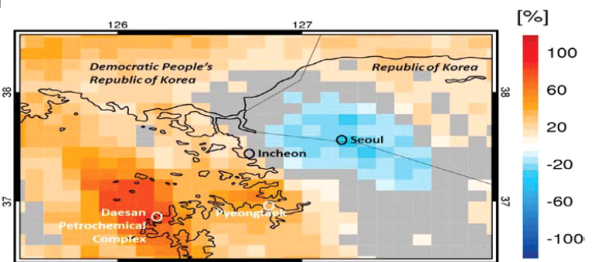 [%]
126
127
Democratic People's
Republic of Korea
Republic of Korea
100
38
38
60
Seoul
20
Incheon
-20
37
37
Daesan
Pyeongtaek
-60
Petrochemical
Complex
-100